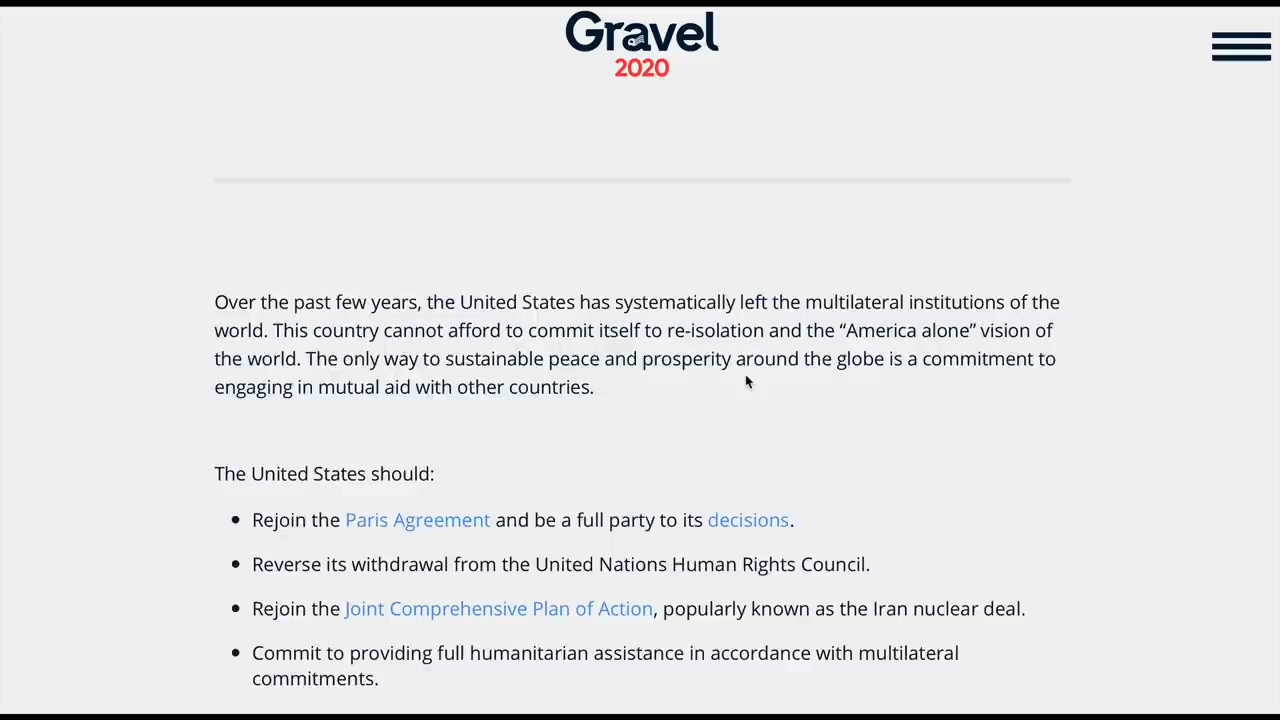 Gravel
2020
Over the past few years, the United States has systematically left the multilateral institutions of the
world. This country cannot afford to commit itself to re-isolation and the “America alone” vision of
the world. The only way to sustainable peace and prosperity around the globe is a commitment to
engaging in mutual aid with other countries.
The United States should:
• Rejoin the Paris Agreement and be a full party to its decisions.
• Reverse its withdrawal from the United Nations Human Rights Council.
• Rejoin the Joint Comprehensive Plan of Action, popularly known as the Iran nuclear deal.
• Commit to providing full humanitarian assistance in accordance with multilateral
commitments.